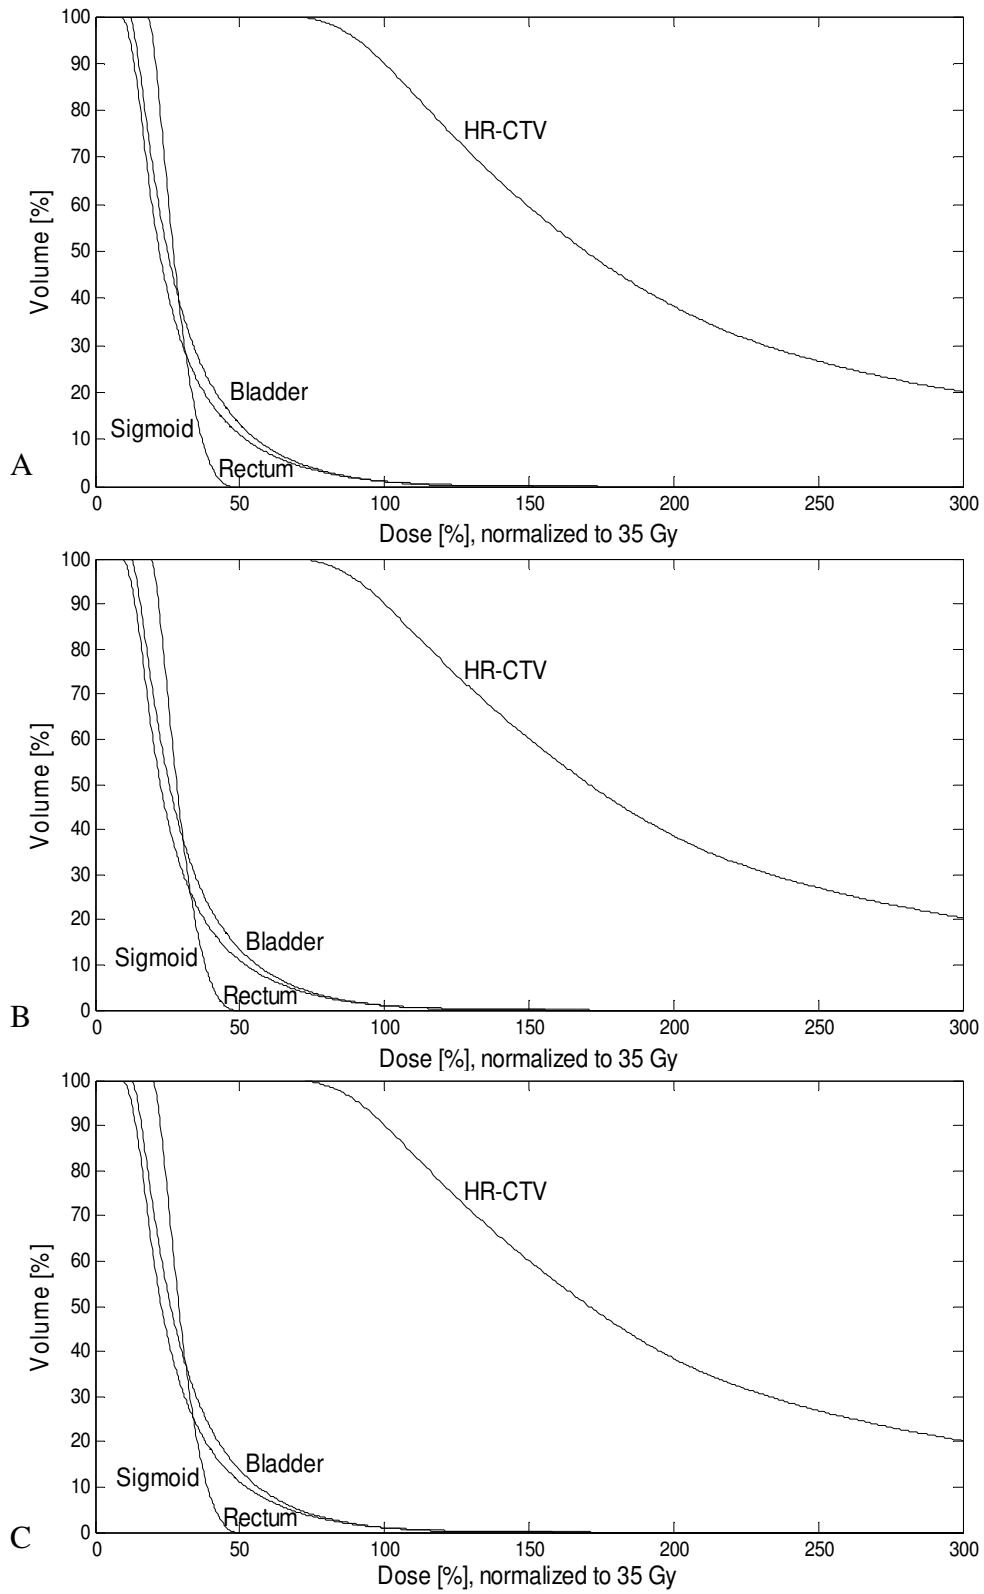 100
90
80
70
60
50
40
30
20
10
0
Volume [%]
HR-CTV
Bladder
Sigmoid
Rectum
A
0 50 100 150 200 250 300
Dose [%], normalized to 35 Gy
100
90
80
70
60
50
40
30
20
10
0
Volume [%]
HR-CTV
Bladder
Sigmoid
Rectum
B
0 50 100 150 200 250 300
Dose [%], normalized to 35 Gy
100
90
80
70
60
50
40
30
20
10
0
Volume [%]
HR-CTV
Bladder
Sigmoid
Rectum
C
0 50 100 150 200 250 300
Dose [%], normalized to 35 Gy